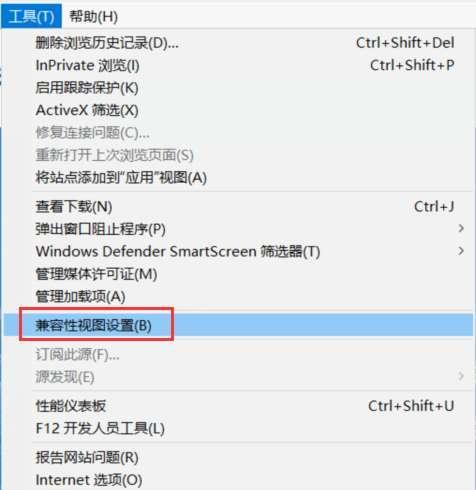 工具(T) 帮助(H)
删除浏览历史记录(D)... Ctrl+Shift+Del
InPrivate 浏览(I) Ctrl+Shift+P
启用跟踪保护(K)
ActiveX 筛选(X)
修复连接问题(C)...
重新打开上次浏览页面(S)
将站点添加到“应用”视图(A)
查看下载(N) Ctrl+J
弹出窗口阻止程序(P)
Windows Defender SmartScreen 筛选器(T)
管理媒体许可证(M)
管理加载项(A)
兼容性视图设置(B)
订阅此源(F)...
源发现(E)
性能仪表板 Ctrl+Shift+U
F12 开发人员工具(L)
报告网站问题(R)
Internet 选项(O)